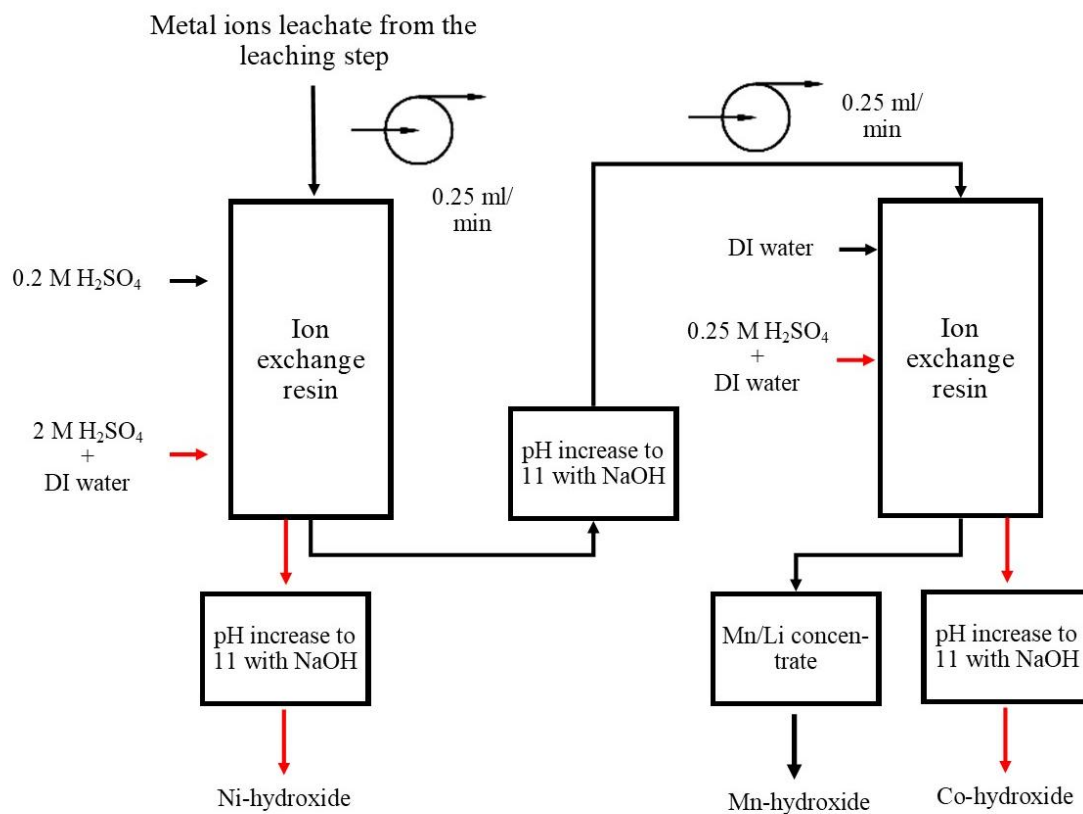 Metal ions leachate from the
leaching step
0.25 ml/
min
0.2 M H₂SO₄
Ion
exchange
resin
2 M H₂SO₄
+
DI water
pH increase to
11 with NaOH
Ni-hydroxide
pH increase to
11 with NaOH
0.25 ml/
min
DI water
0.25 M H₂SO₄
+
DI water
Ion
exchange
resin
Mn/Li concen-
trate
Mn-hydroxide
pH increase to
11 with NaOH
Co-hydroxide